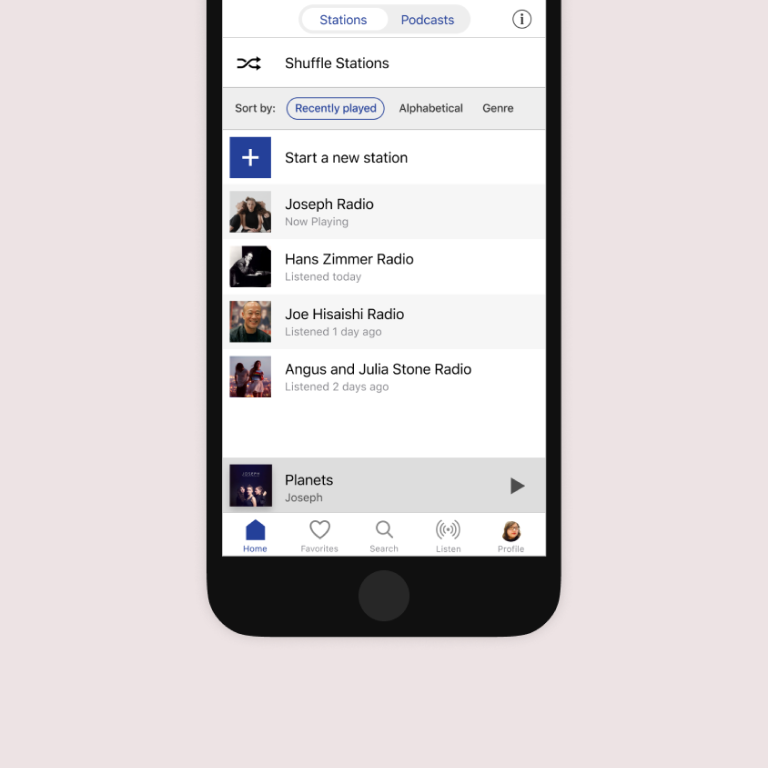 Stations Podcasts
Shuffle Stations
Sort by: Recently played Alphabetical Genre
Start a new station
Joseph Radio
Now Playing
Hans Zimmer Radio
Listened today
Joe Hisaishi Radio
Listened 1 day ago
Angus and Julia Stone Radio
Listened 2 days ago
JOSEPH
Planets
Joseph
Home Favorites Search Listen Profile